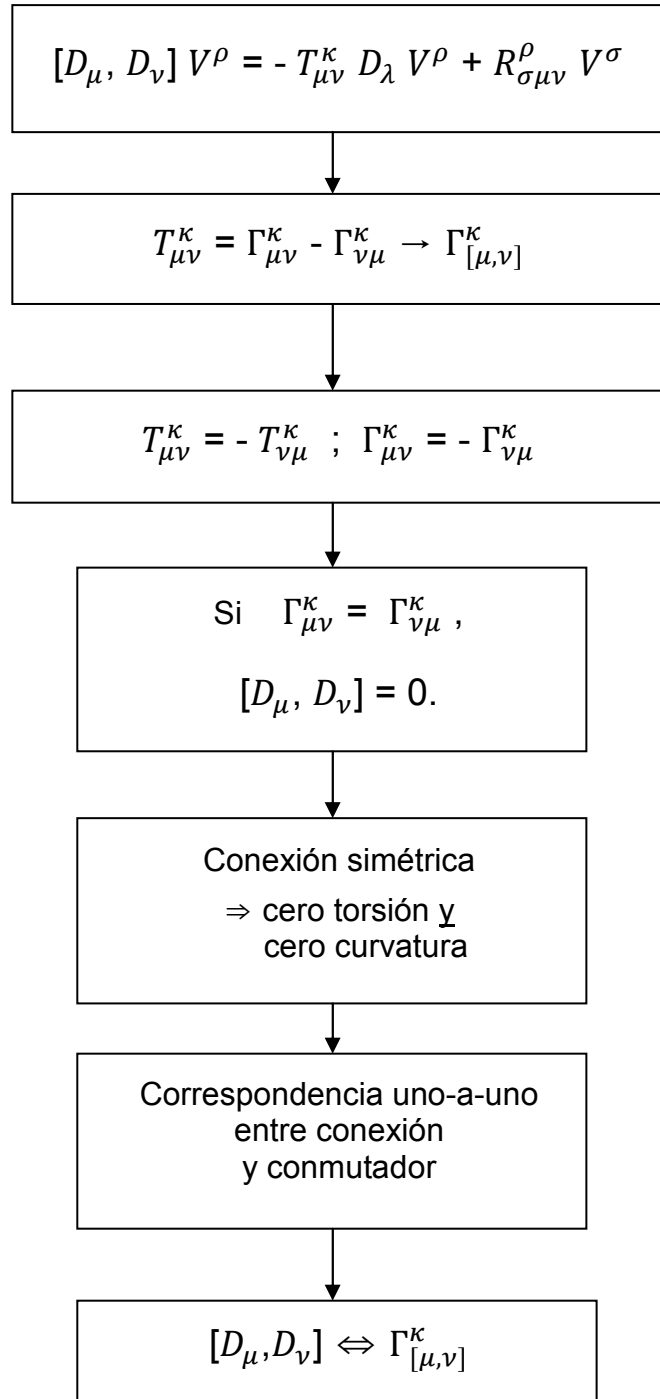 [D_μ, D_ν] V^ρ = - T^κ_μν D_λ V^ρ + R^ρ_σμν V^σ
T^κ_μν = Γ^κ_μν - Γ^κ_νμ → Γ^κ_[μ,ν]
T^κ_μν = - T^κ_νμ ; Γ^κ_μν = - Γ^κ_νμ
Si Γ^κ_μν = Γ^κ_νμ ,
[D_μ, D_ν] = 0.
Conexión simétrica
⇒ cero torsión y
cero curvatura
Correspondencia uno-a-uno
entre conexión
y conmutador
[D_μ,D_ν] ⇔ Γ^κ_[μ,ν]